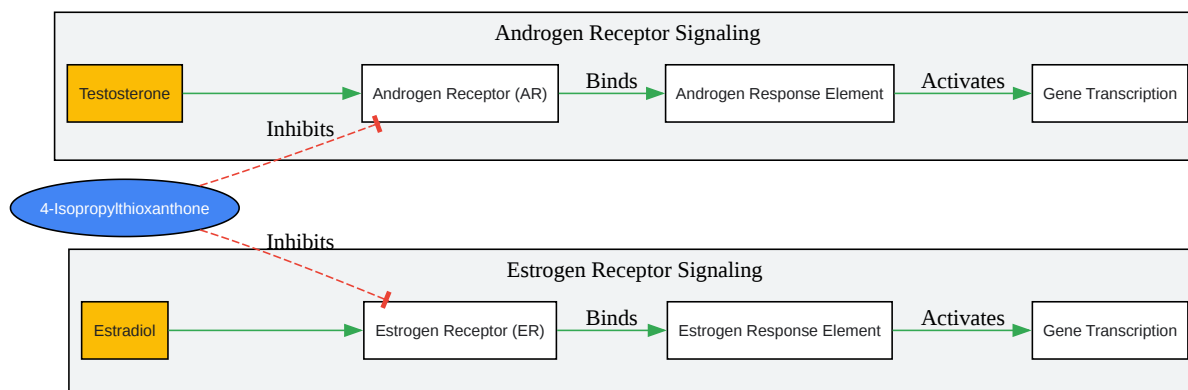 Androgen Receptor Signaling
Testosterone
Androgen Receptor (AR)
Binds
Androgen Response Element
Activates
Gene Transcription
Inhibits
4-Isopropylthioxanthone
Inhibits
Estrogen Receptor Signaling
Estradiol
Estrogen Receptor (ER)
Binds
Estrogen Response Element
Activates
Gene Transcription